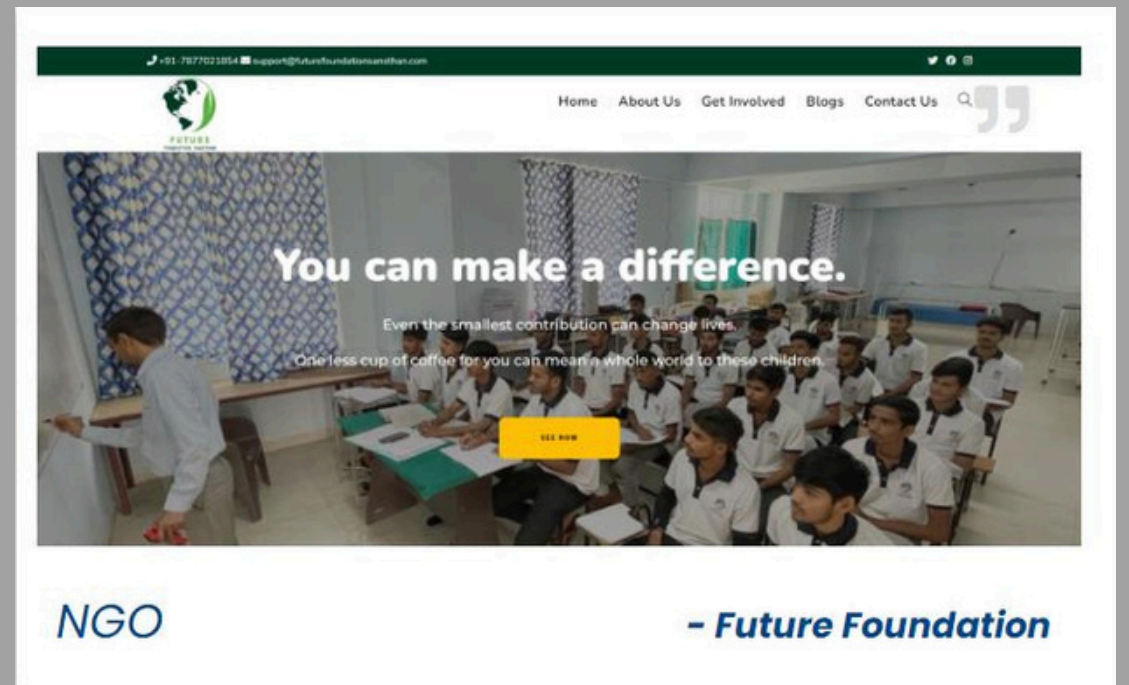 +91-7877021854 support@futurefoundationsansthan.com
FUTURE
Home About Us Get Involved Blogs Contact Us
You can make a difference.
Even the smallest contribution can change lives.
One less cup of coffee for you can mean a whole world to these children.
SEE HOW
NGO
- Future Foundation